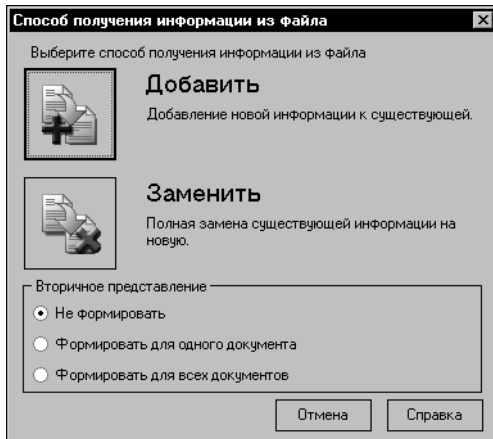 Способ получения информации из файла
Выберите способ получения информации из файла
Добавить
Добавление новой информации к существующей.
Заменить
Полная замена существующей информации на
новую.
Вторичное представление
Не формировать
Формировать для одного документа
Формировать для всех документов
Отмена Справка